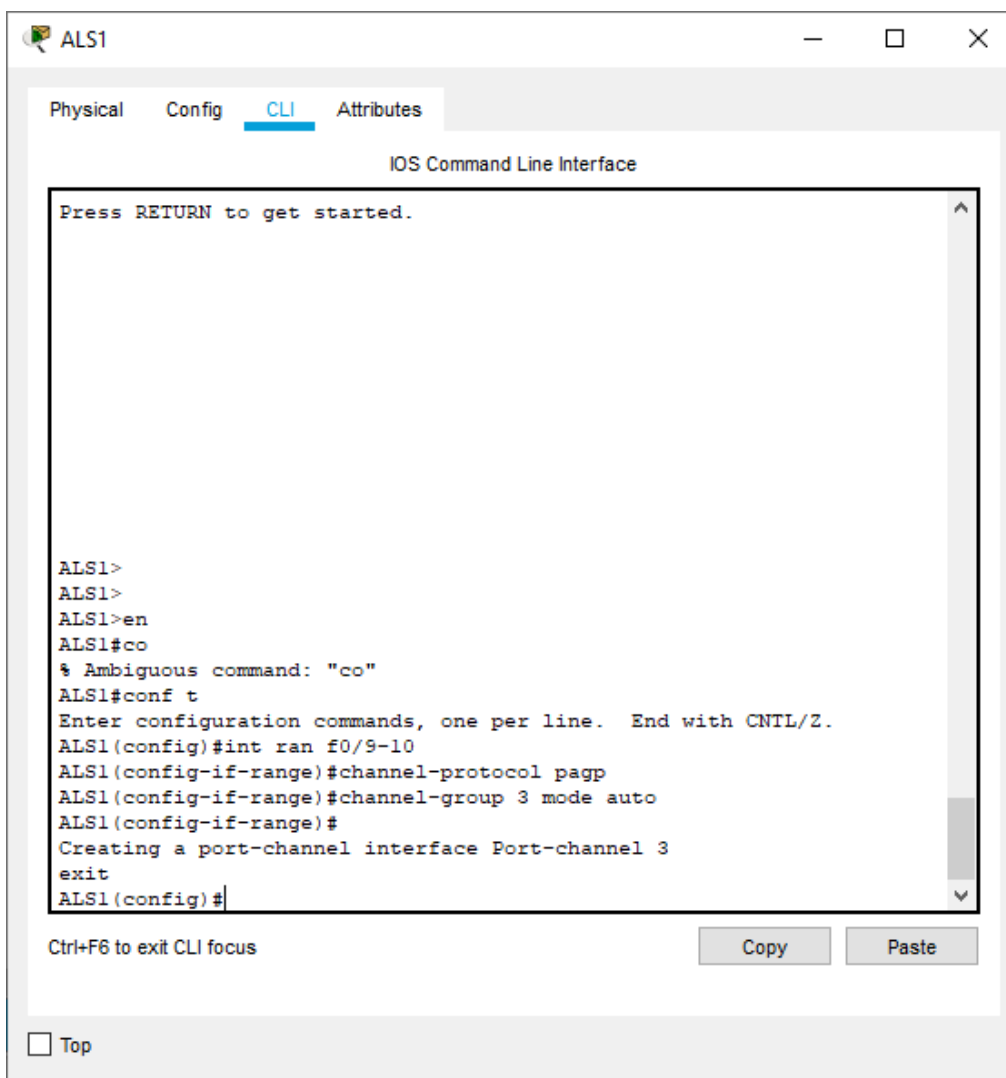 ALS1
Physical Config CLI Attributes
IOS Command Line Interface
Press RETURN to get started.
ALS1>
ALS1>
ALS1>en
ALS1#co
% Ambiguous command: "co"
ALS1#conf t
Enter configuration commands, one per line.  End with CNTL/Z.
ALS1(config)#int ran f0/9-10
ALS1(config-if-range)#channel-protocol pagp
ALS1(config-if-range)#channel-group 3 mode auto
ALS1(config-if-range)#
Creating a port-channel interface Port-channel 3
exit
ALS1(config)#
Ctrl+F6 to exit CLI focus
Copy Paste
Top